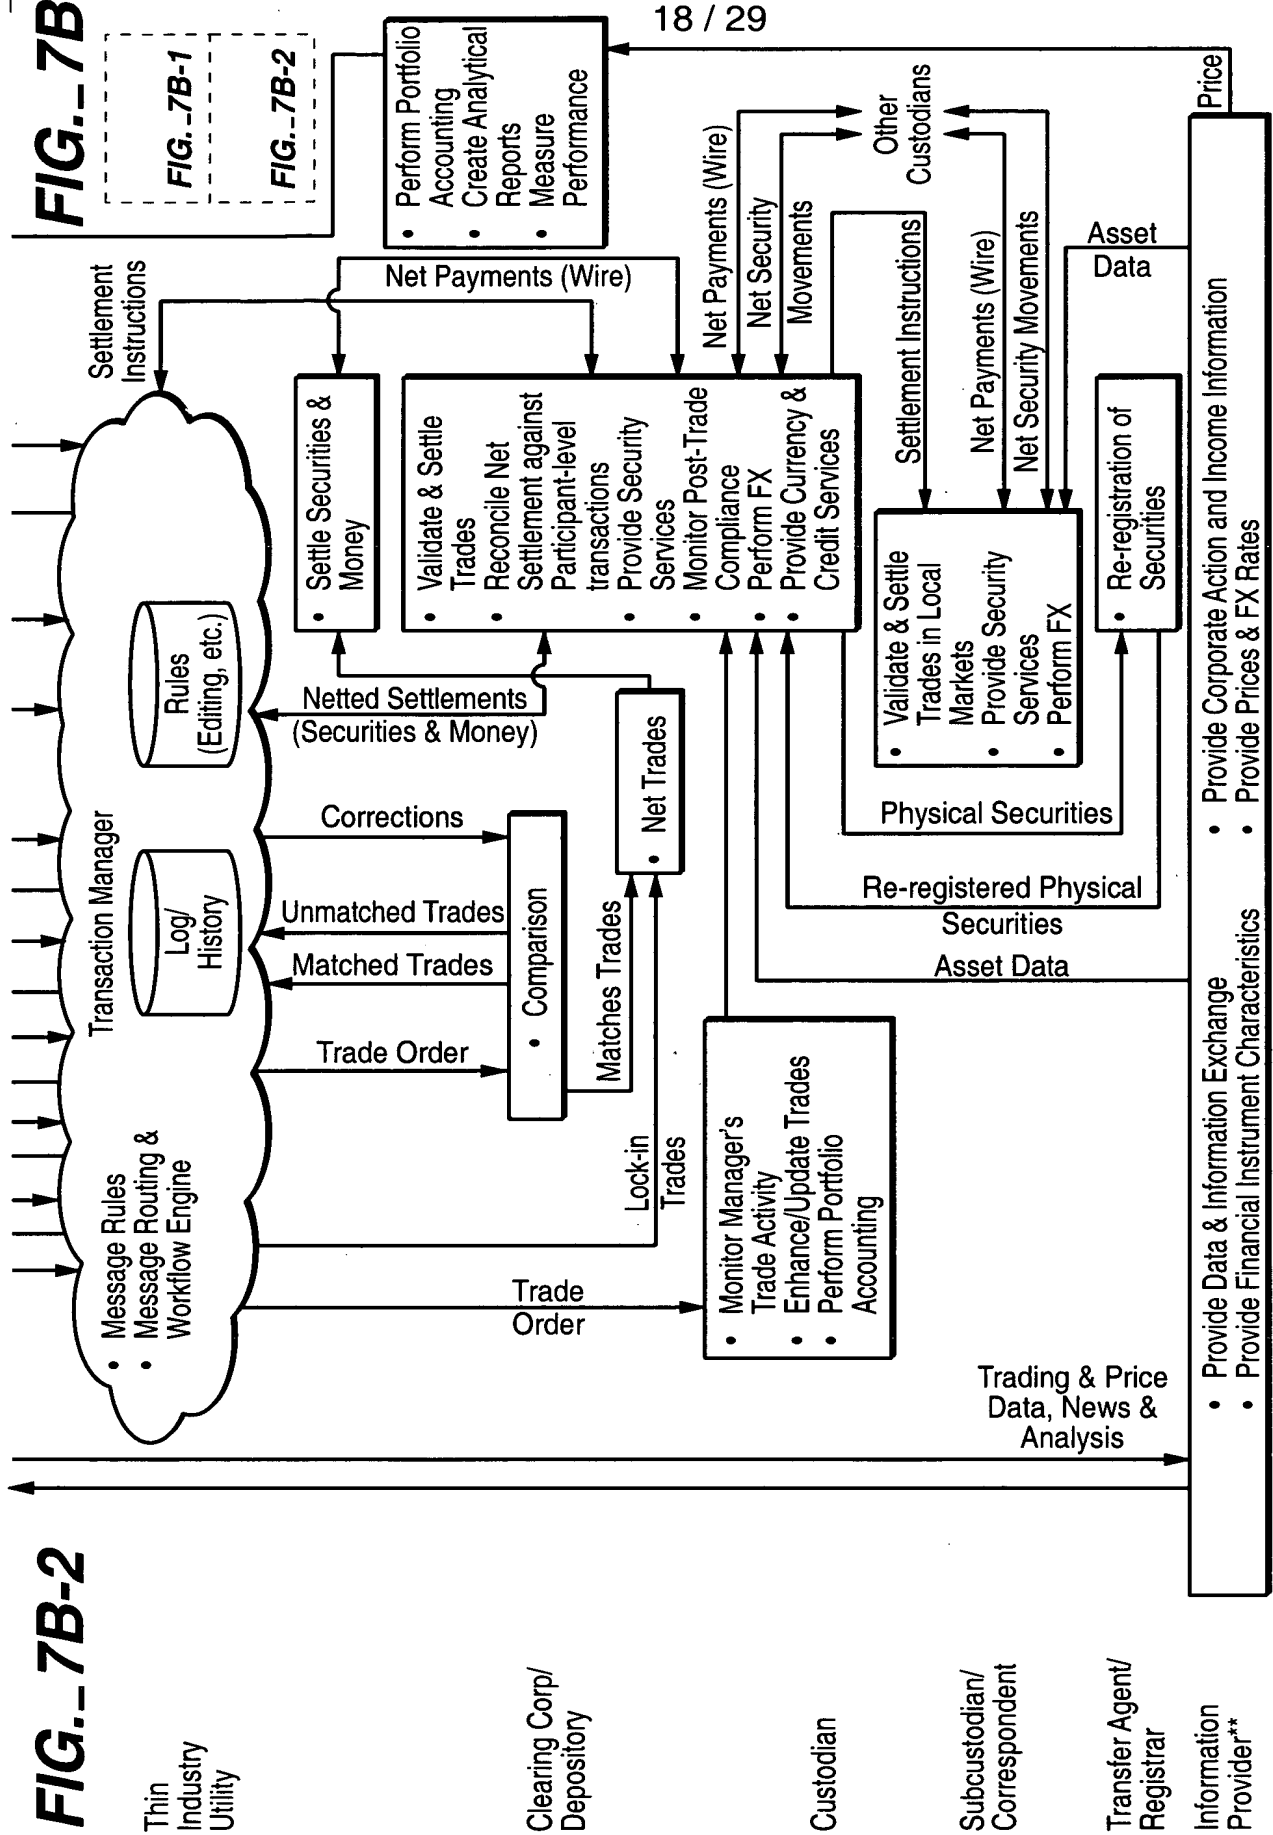 18 / 29
FIG._7B-2
FIG._7B
FIG._7B-1
FIG._7B-2
Thin
Industry
Utility
Clearing Corp/
Depository
Custodian
Subcustodian/
Correspondent
Transfer Agent/
Registrar
Information
Provider**
Transaction Manager
• Message Rules
• Message Routing &
Workflow Engine
Log/
History
Rules
(Editing, etc.)
Settlement
Instructions
• Perform Portfolio
Accounting
• Create Analytical
Reports
• Measure
Performance
Price
Net Payments (Wire)
• Settle Securities &
Money
Netted Settlements
(Securities & Money)
Corrections
Unmatched Trades
Matched Trades
Trade Order
• Comparison
Matches Trades
• Net Trades
Lock-in
Trades
Trade
Order
• Validate & Settle
Trades
• Reconcile Net
Settlement against
Participant-level
transactions
• Provide Security
Services
• Monitor Post-Trade
Compliance
• Perform FX
• Provide Currency &
Credit Services
Net Payments (Wire)
Net Security
Movements
Other
Custodians
Settlement Instructions
Net Payments (Wire)
Net Security Movements
Asset
Data
• Monitor Manager's
Trade Activity
• Enhance/Update Trades
• Perform Portfolio
Accounting
• Validate & Settle
Trades in Local
Markets
• Provide Security
Services
• Perform FX
• Re-registration of
Securities
Physical Securities
Re-registered Physical
Securities
Asset Data
Trading & Price
Data, News &
Analysis
• Provide Data & Information Exchange
• Provide Financial Instrument Characteristics
• Provide Corporate Action and Income Information
• Provide Prices & FX Rates